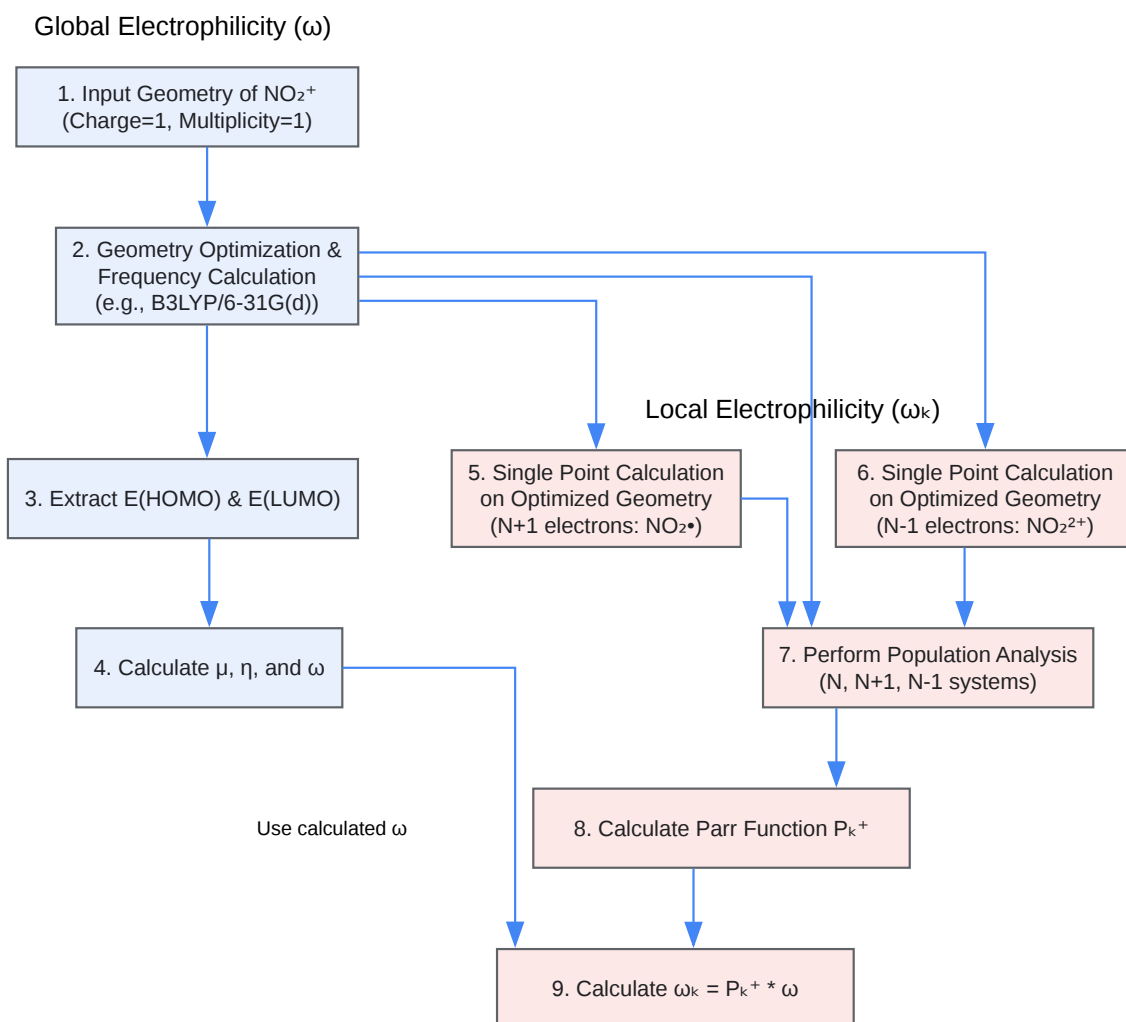 Global Electrophilicity (ω)
1. Input Geometry of NO₂⁺
(Charge=1, Multiplicity=1)
2. Geometry Optimization &
Frequency Calculation
(e.g., B3LYP/6-31G(d))
Local Electrophilicity (ωₖ)
3. Extract E(HOMO) & E(LUMO)
5. Single Point Calculation
on Optimized Geometry
(N+1 electrons: NO₂•)
6. Single Point Calculation
on Optimized Geometry
(N-1 electrons: NO₂²⁺)
4. Calculate μ, η, and ω
7. Perform Population Analysis
(N, N+1, N-1 systems)
Use calculated ω
8. Calculate Parr Function Pₖ⁺
9. Calculate ωₖ = Pₖ⁺ * ω